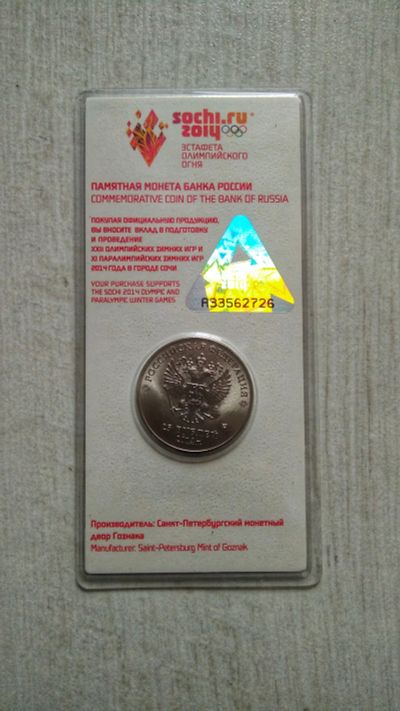 sochi.ru
2014
ЭСТАФЕТА
ОЛИМПИЙСКОГО
ОГНЯ
ПАМЯТНАЯ МОНЕТА БАНКА РОССИИ
COMMEMORATIVE COIN OF THE BANK OF RUSSIA
ПОКУПАЯ ОФИЦИАЛЬНУЮ ПРОДУКЦИЮ,
ВЫ ВНОСИТЕ ВКЛАД В ПОДГОТОВКУ
И ПРОВЕДЕНИЕ
XXII ОЛИМПИЙСКИХ ЗИМНИХ ИГР И
XI ПАРАЛИМПИЙСКИХ ЗИМНИХ ИГР
2014 ГОДА В ГОРОДЕ СОЧИ
YOUR PURCHASE SUPPORTS
THE SOCHI 2014 OLYMPIC AND
PARALYMPIC WINTER GAMES
A33562726
РОССИЙСКАЯ ФЕДЕРАЦИЯ
25 РУБЛЕЙ
Производитель: Санкт-Петербургский монетный
двор Гознака
Manufacturer: Saint-Petersburg Mint of Goznak